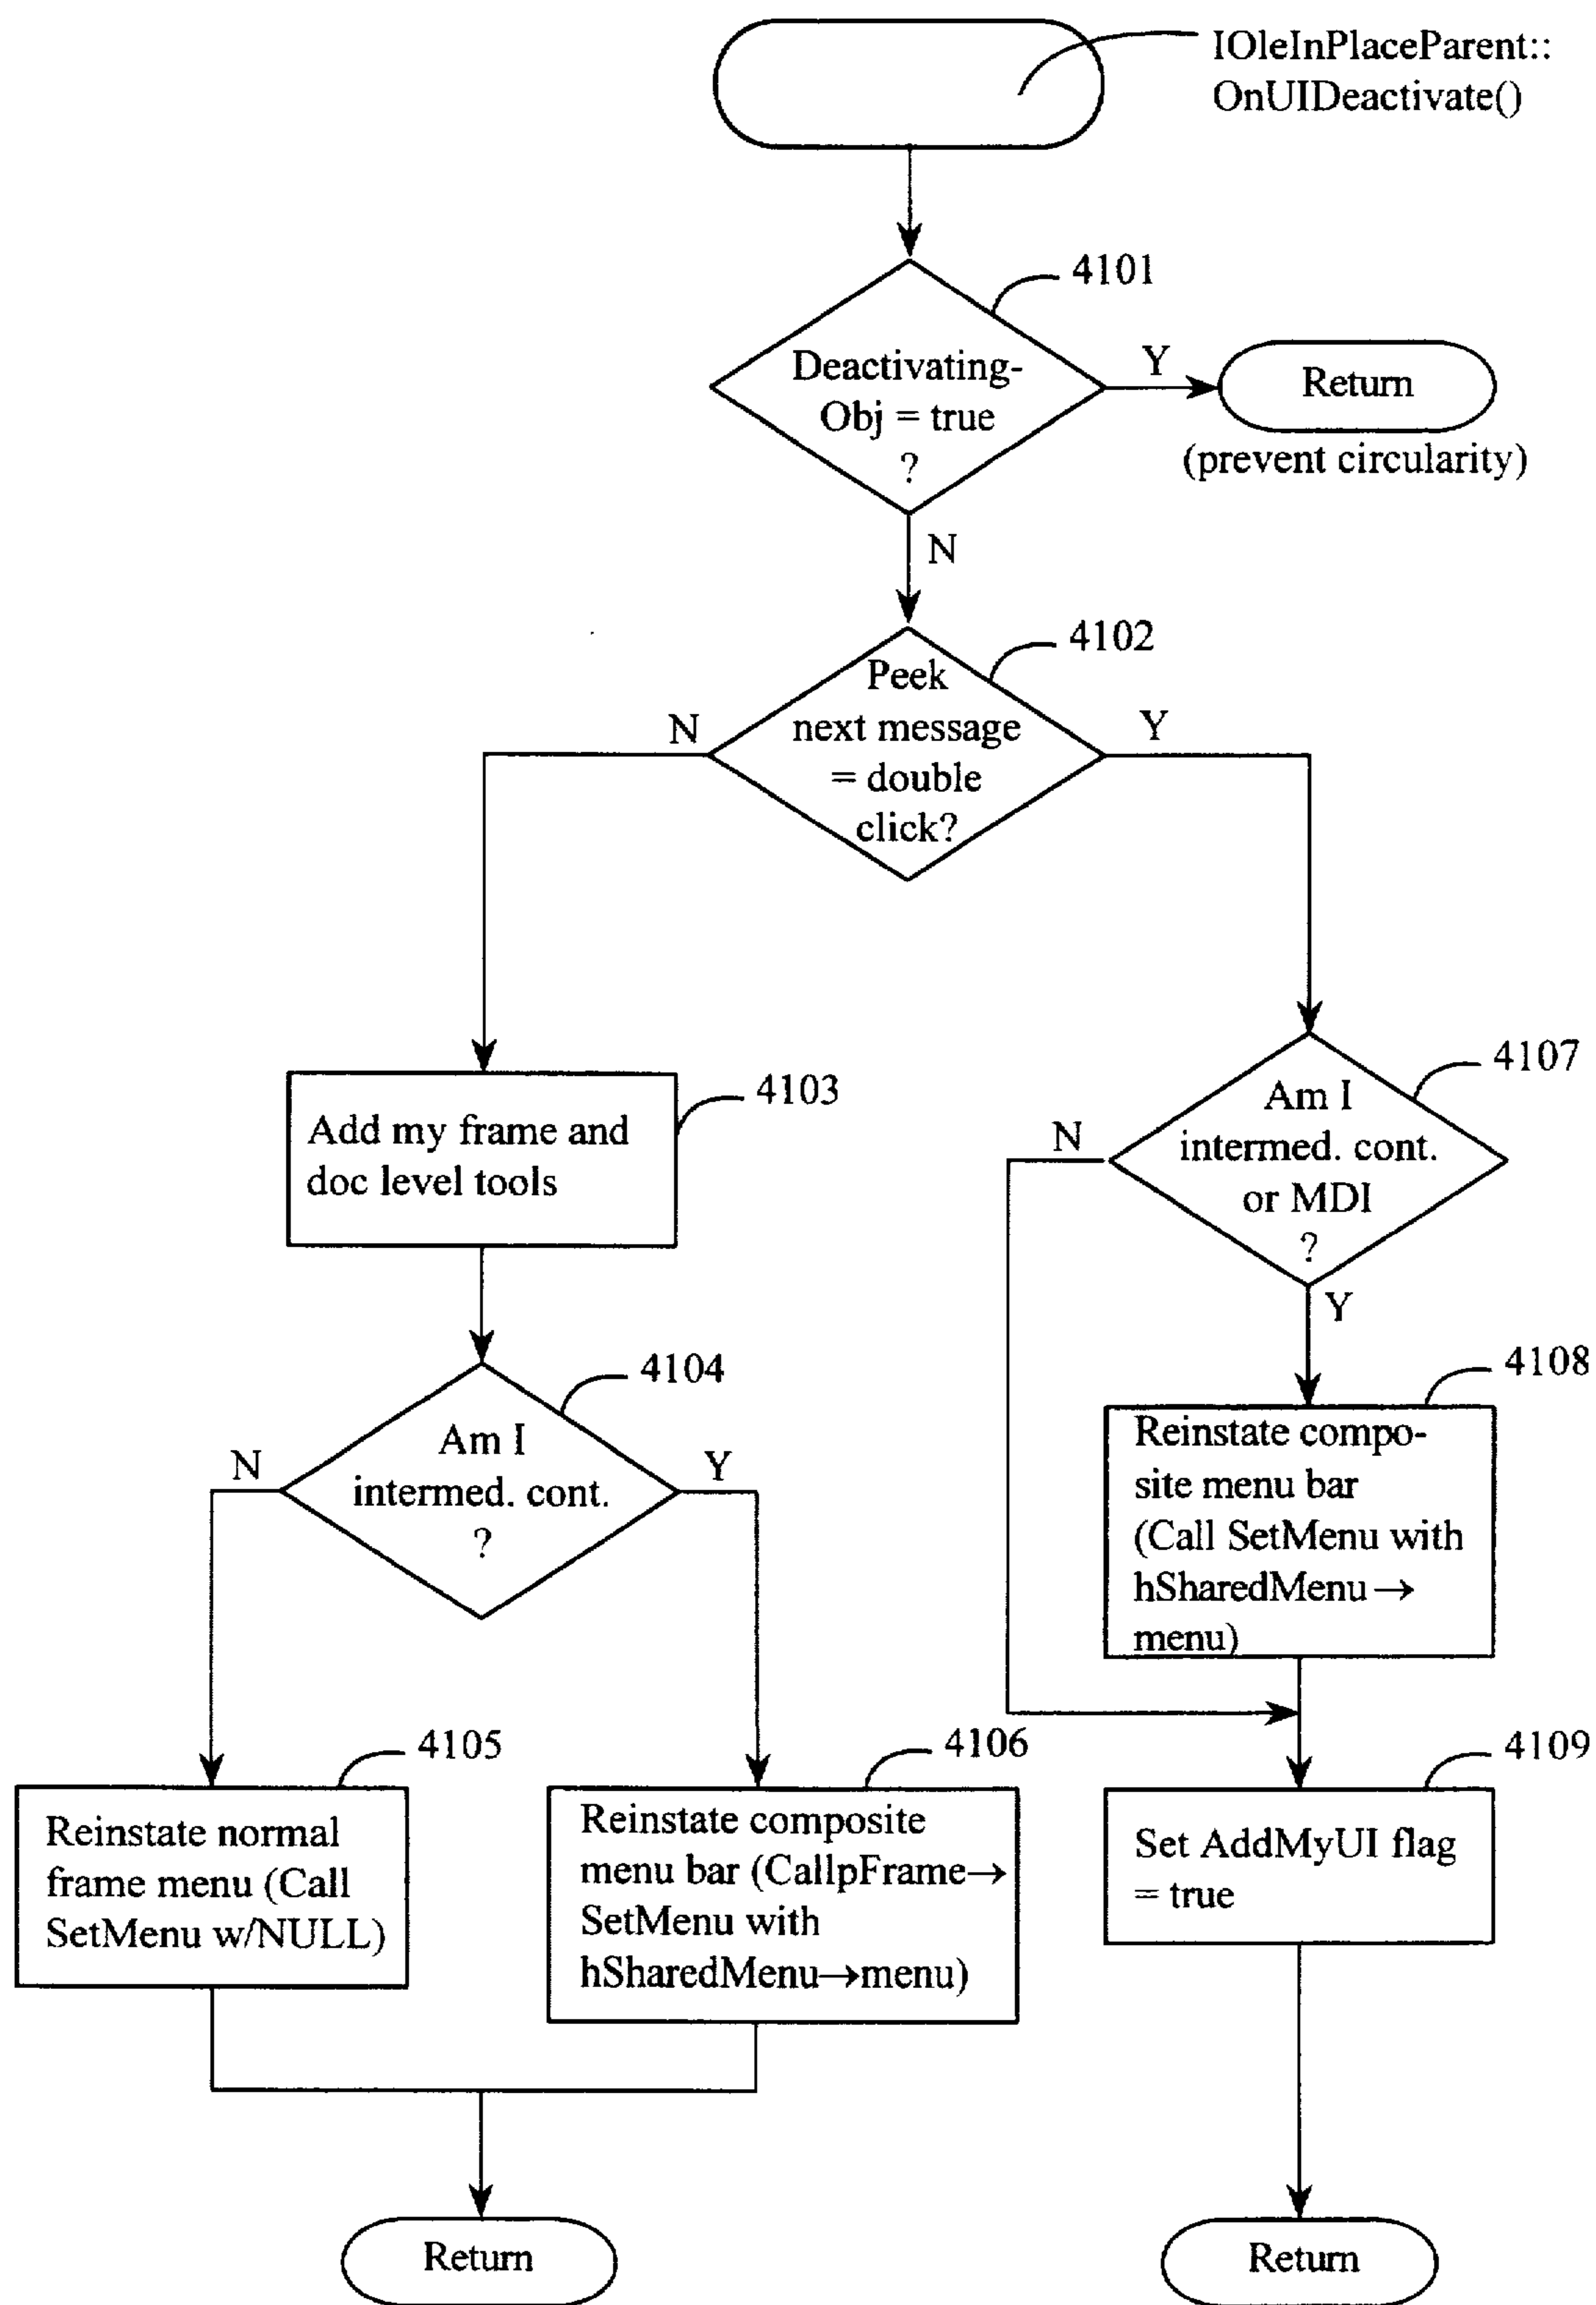 IOleInPlaceParent::
OnUIDeactivate()
4101
Deactivating-
Obj = true
?
Y
Return
(prevent circularity)
N
4102
Peek
next message
= double
click?
N
Y
4103
Add my frame and
doc level tools
4107
Am I
intermed. cont.
or MDI
?
N
Y
4104
Am I
intermed. cont.
?
N
Y
4108
Reinstate compo-
site menu bar
(Call SetMenu with
hSharedMenu→
menu)
4105
Reinstate normal
frame menu (Call
SetMenu w/NULL)
4106
Reinstate composite
menu bar (CallpFrame→
SetMenu with
hSharedMenu→menu)
4109
Set AddMyUI flag
= true
Return
Return